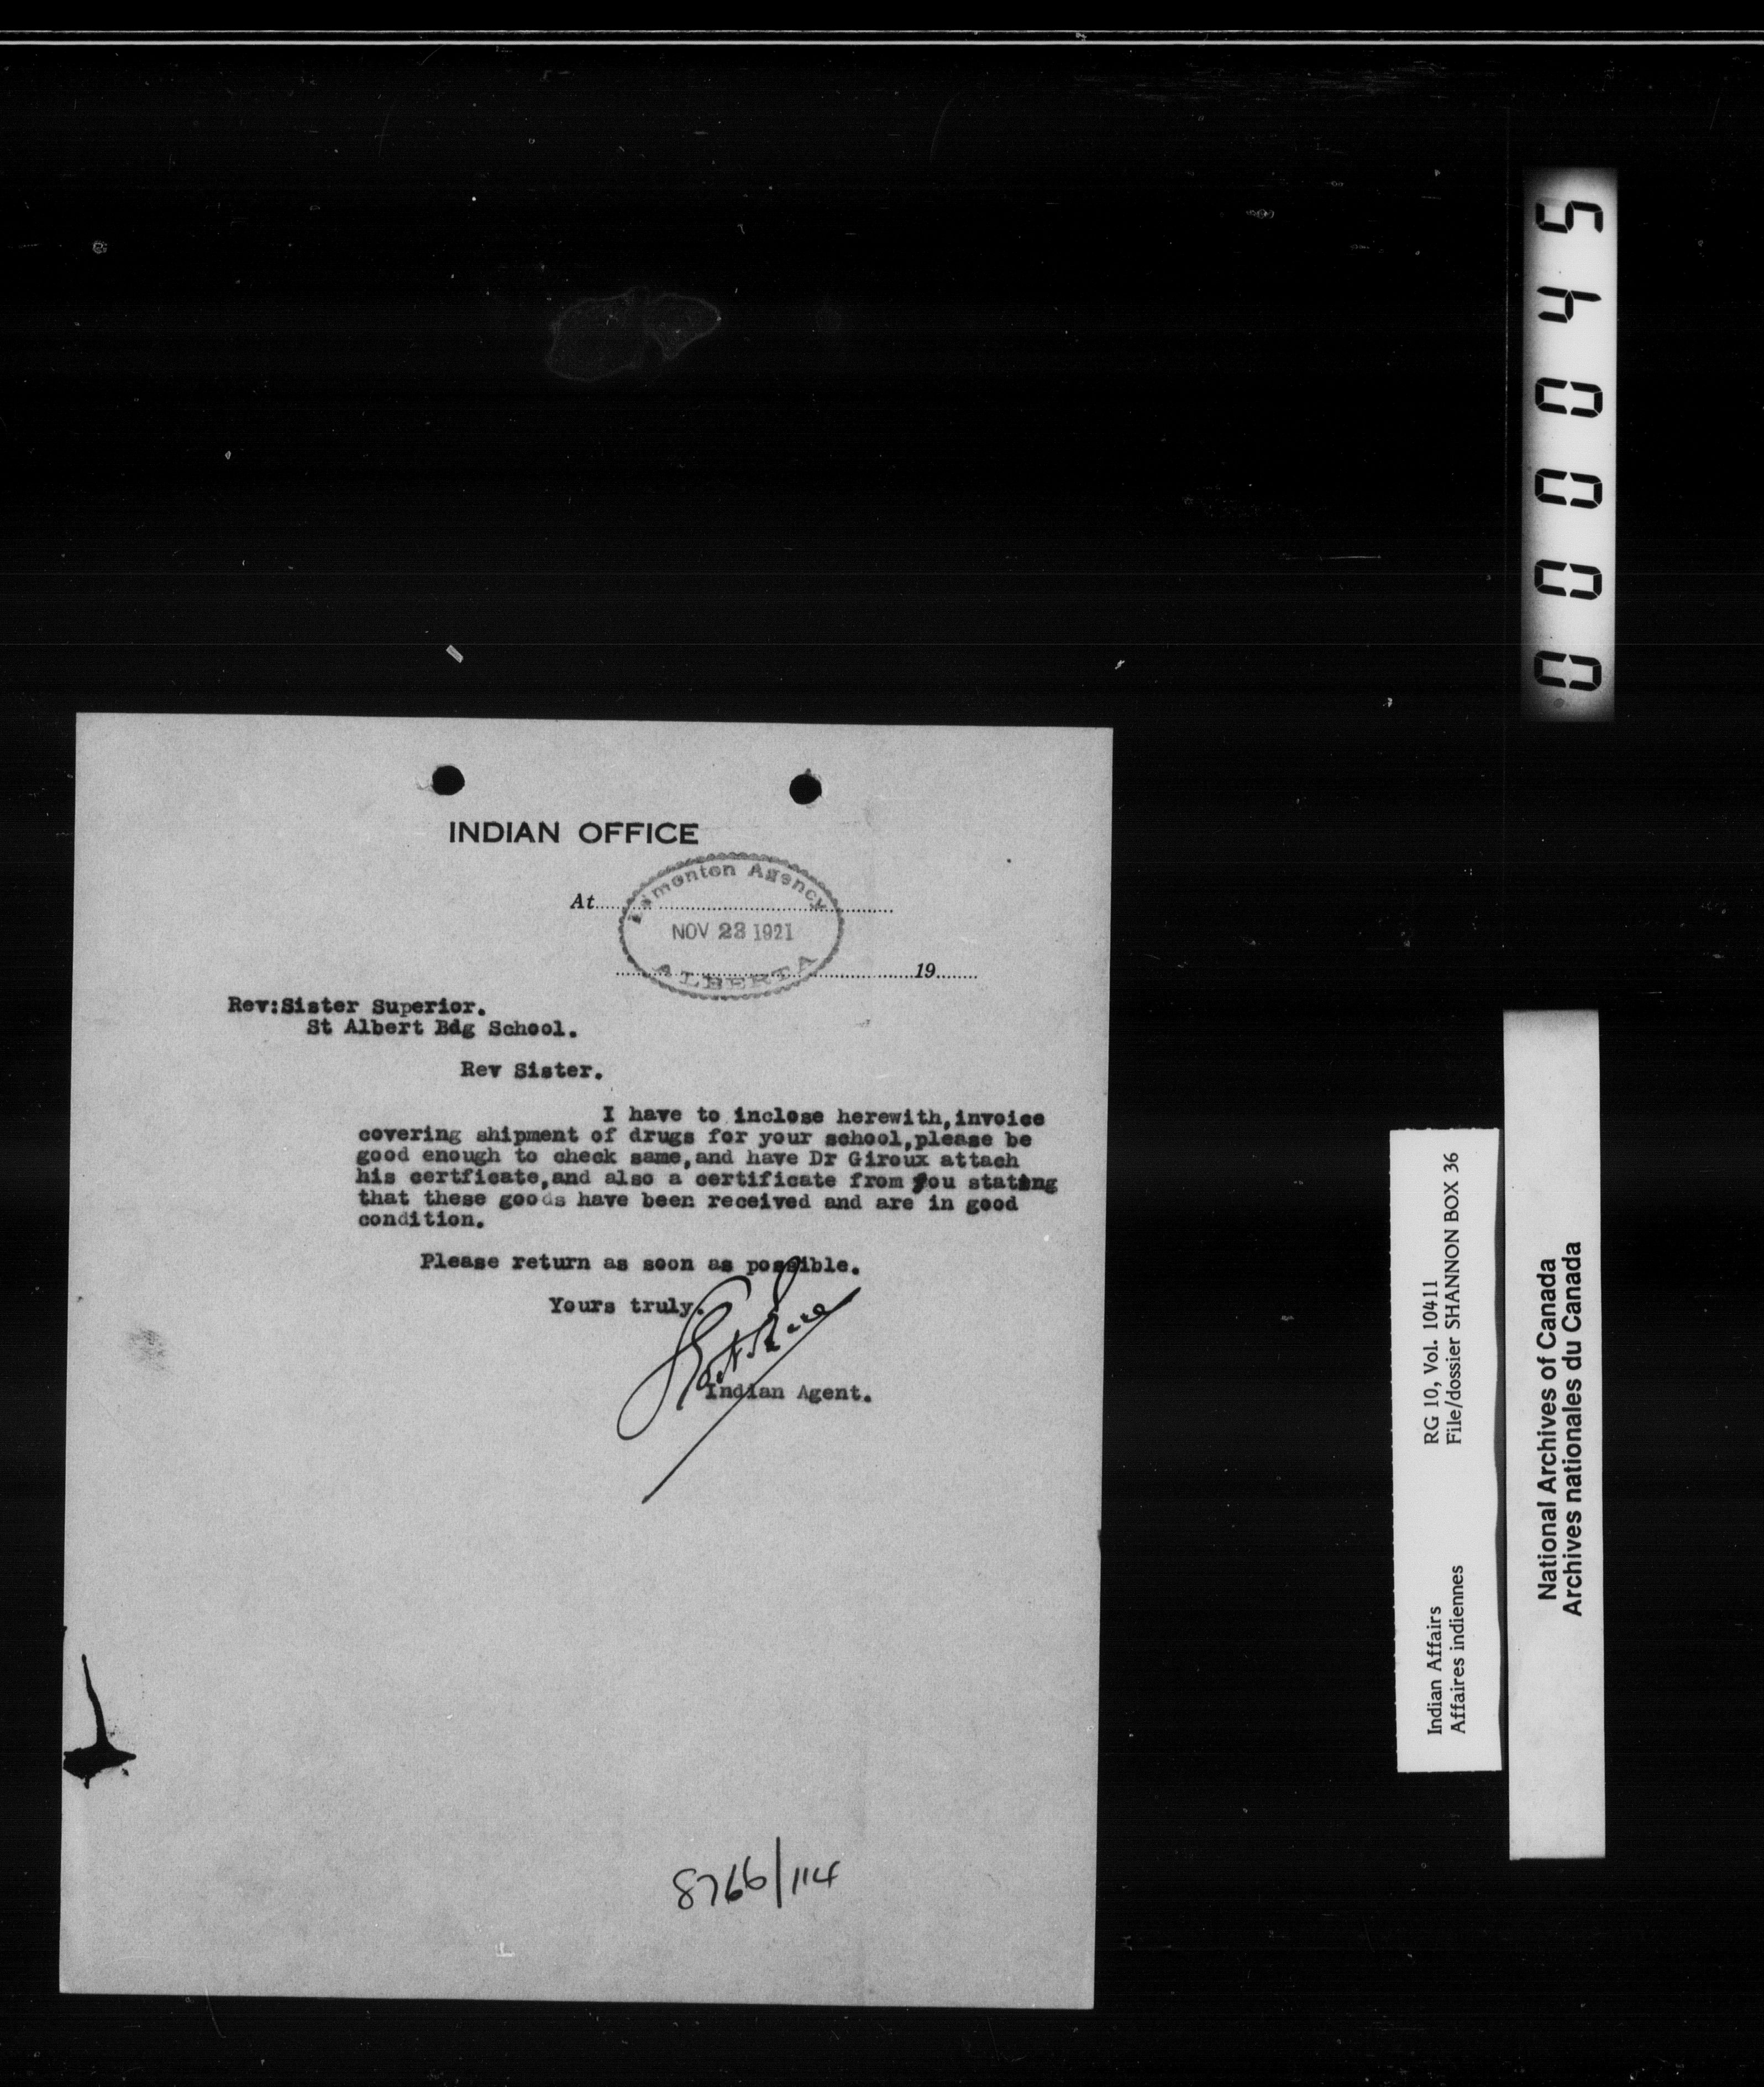 INDIAN OFFICE
Edmonton Agency
At
NOV 23 1921
ALBERTA
19
Rev:Sister Superior.
St Albert Bdg School.
Rev Sister.
I have to inclose herewith,invoice
covering shipment of drugs for your school,please be
good enough to check same,and have Dr Giroux attach
his certficate,and also a certificate from you stating
that these goods have been received and are in good
condition.
Please return as soon as possible.
Yours truly.
Indian Agent.
8766/114
000045
RG 10, Vol. 10411
File/dossier SHANNON BOX 36
Indian Affairs
Affaires indiennes
National Archives of Canada
Archives nationales du Canada